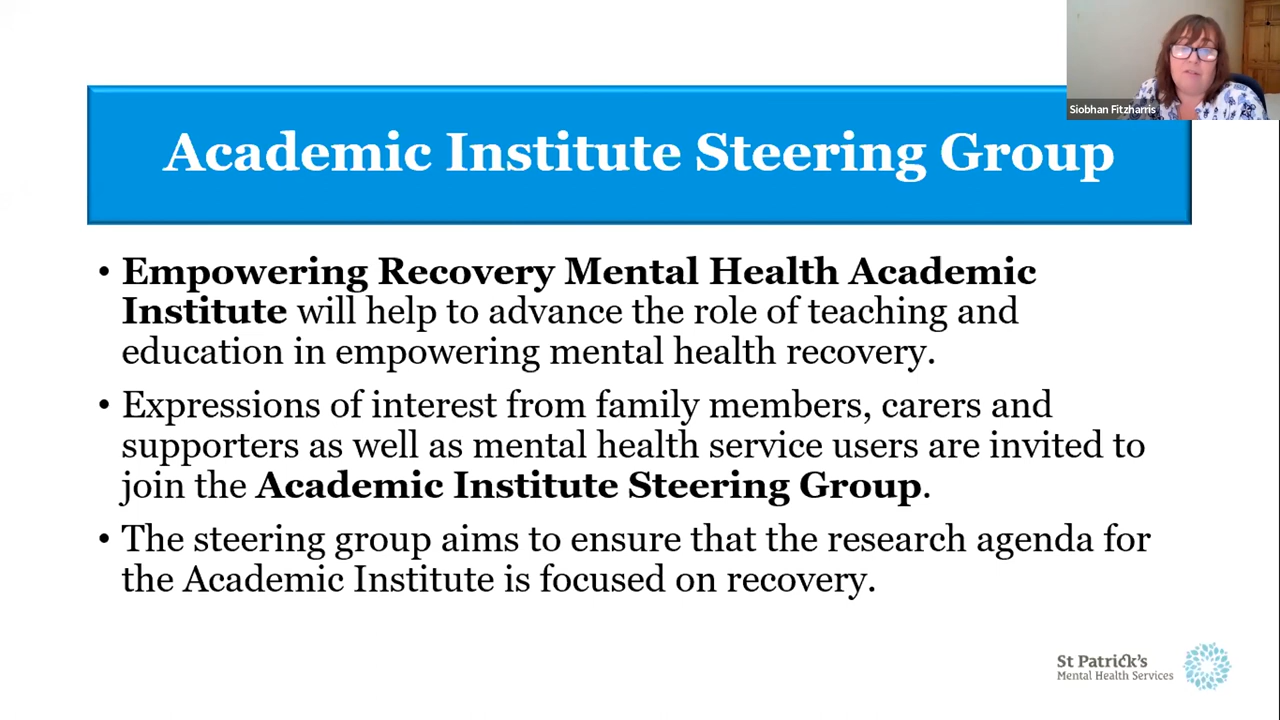 Siobhan Fitzharris
Academic Institute Steering Group
• Empowering Recovery Mental Health Academic
Institute will help to advance the role of teaching and
education in empowering mental health recovery.
• Expressions of interest from family members, carers and
supporters as well as mental health service users are invited to
join the Academic Institute Steering Group.
• The steering group aims to ensure that the research agenda for
the Academic Institute is focused on recovery.
St Patrick's
Mental Health Services